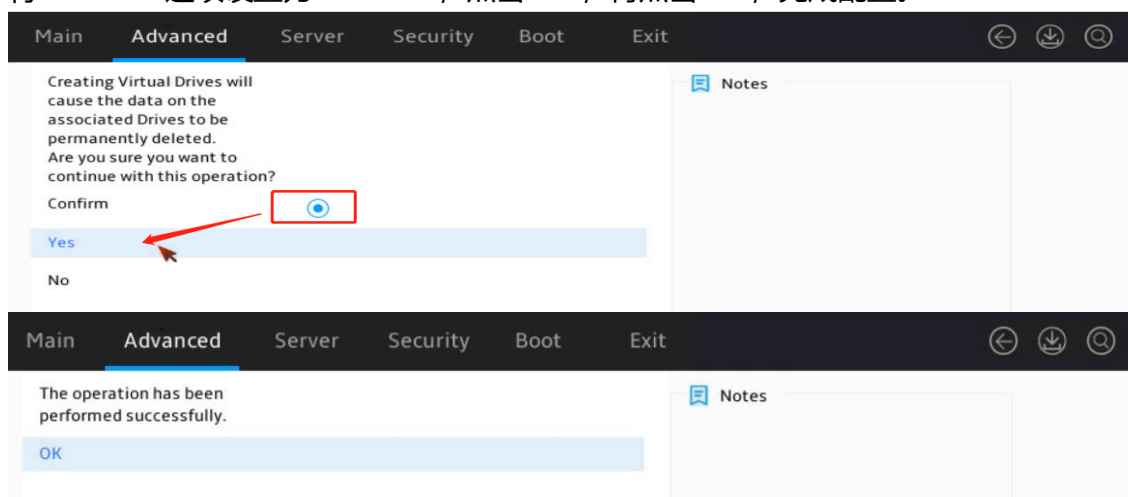 Main Advanced Server Security Boot Exit
Creating Virtual Drives will
cause the data on the
associated Drives to be
permanently deleted.
Are you sure you want to
continue with this operation?
Confirm
Yes
No
Notes
Main Advanced Server Security Boot Exit
The operation has been
performed successfully.
OK
Notes